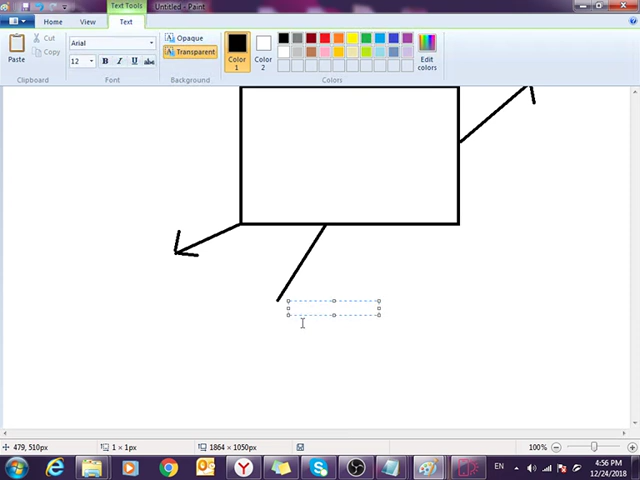 Text Tools
Untitled - Paint
Home
View
Text
Paste
Cut
Copy
Clipboard
Arial
12
B I U abc
Font
Opaque
Transparent
Background
Color 1
Color 2
Edit colors
Colors
479, 510px
1 × 1px
1864 × 1050px
100%
EN
4:56 PM
12/24/2018